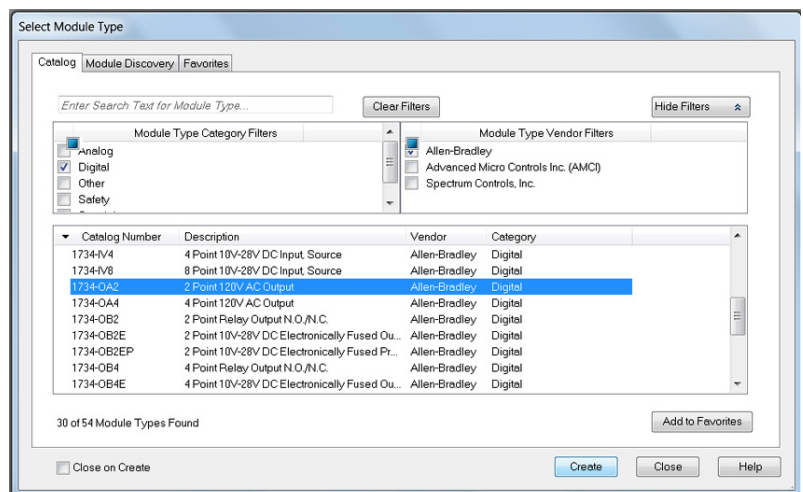 Select Module Type
Catalog Module Discovery Favorites
Enter Search Text for Module Type... Clear Filters Hide Filters
Module Type Category Filters Module Type Vendor Filters
Analog Allen-Bradley
Digital Advanced Micro Controls Inc. (AMCI)
Other Spectrum Controls, Inc.
Safety
Catalog Number Description Vendor Category
1734-IV4 4 Point 10V-28V DC Input, Source Allen-Bradley Digital
1734-IV8 8 Point 10V-28V DC Input, Source Allen-Bradley Digital
1734-OA2 2 Point 120V AC Output Allen-Bradley Digital
1734-OA4 4 Point 120V AC Output Allen-Bradley Digital
1734-OB2 2 Point Relay Output N.O./N.C. Allen-Bradley Digital
1734-OB2E 2 Point 10V-28V DC Electronically Fused Ou... Allen-Bradley Digital
1734-OB2EP 2 Point 10V-28V DC Electronically Fused Pr... Allen-Bradley Digital
1734-OB4 4 Point Relay Output N.O./N.C. Allen-Bradley Digital
1734-OB4E 4 Point 10V-28V DC Electronically Fused Ou... Allen-Bradley Digital
30 of 54 Module Types Found Add to Favorites
Close on Create Create Close Help